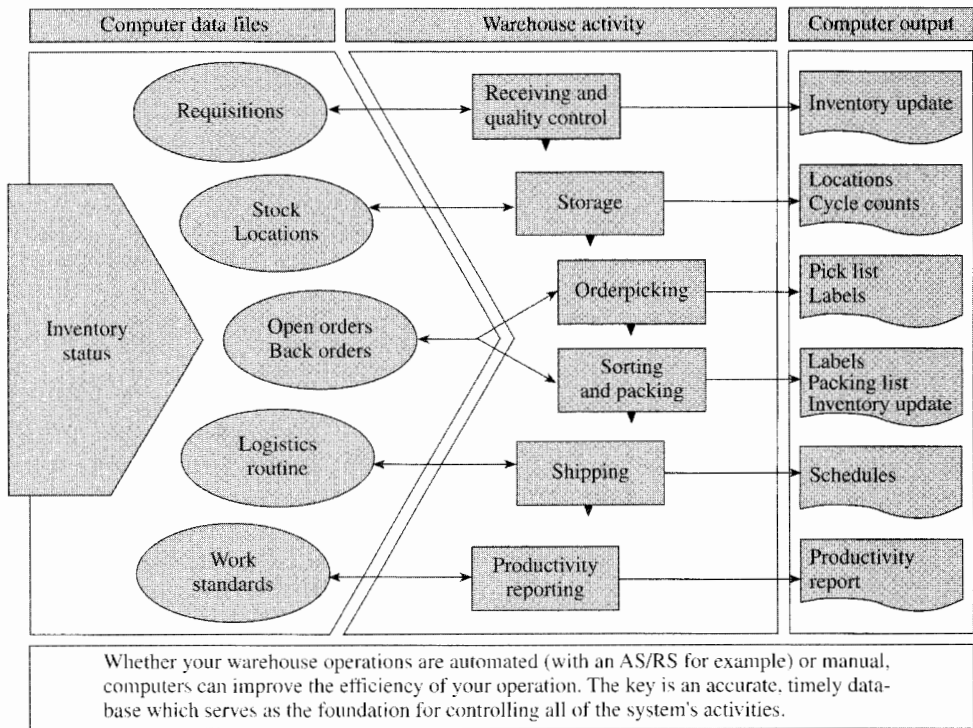 Computer data files
Warehouse activity
Computer output
Requisitions
Receiving and
quality control
Inventory update
Stock
Locations
Storage
Locations
Cycle counts
Inventory
status
Open orders
Back orders
Orderpicking
Pick list
Labels
Sorting
and packing
Labels
Packing list
Inventory update
Logistics
routine
Shipping
Schedules
Work
standards
Productivity
reporting
Productivity
report
Whether your warehouse operations are automated (with an AS/RS for example) or manual,
computers can improve the efficiency of your operation. The key is an accurate, timely data-
base which serves as the foundation for controlling all of the system's activities.